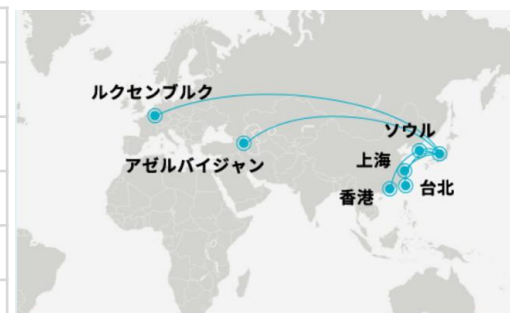 ルクセンブルク
ソウル
アゼルバイジャン
上海
台北
香港